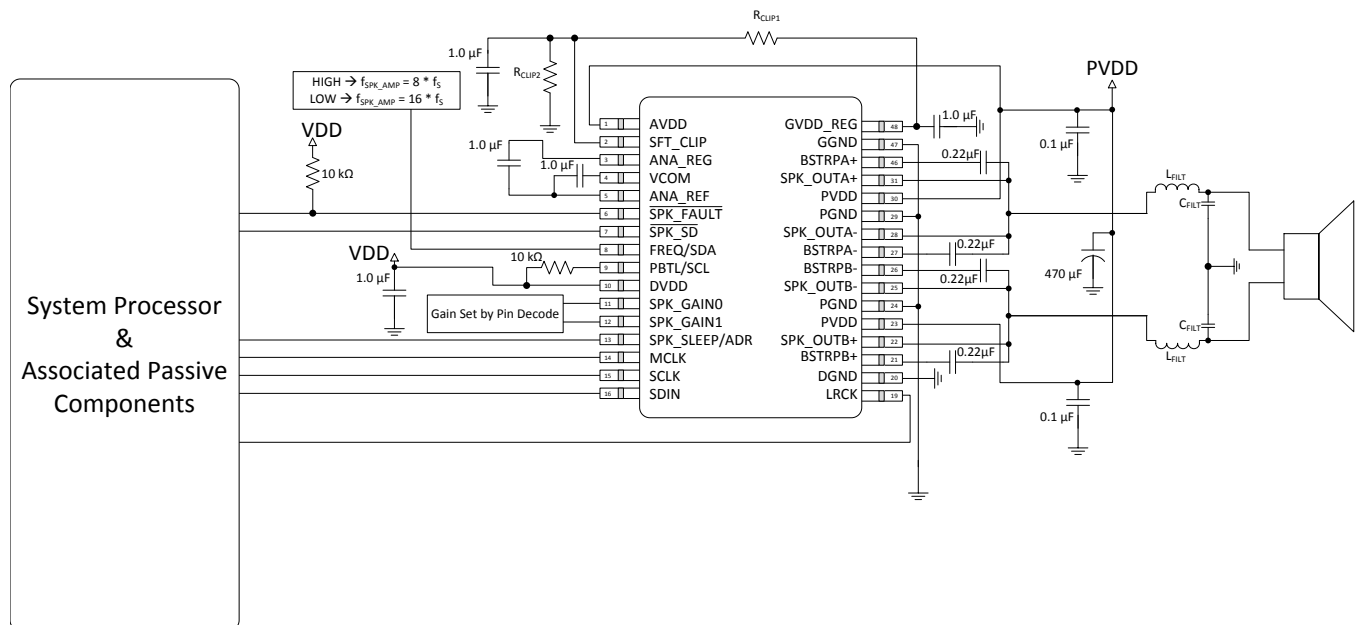 System Processor
&
Associated Passive
Components
HIGH → fSPK_AMP = 8 * fS
LOW → fSPK_AMP = 16 * fS
1.0 µF
RCLIP2
RCLIP1
VDD
10 kΩ
1.0 µF
1.0 µF
VDD
1.0 µF
10 kΩ
Gain Set by Pin Decode
1 AVDD
2 SFT_CLIP
3 ANA_REG
4 VCOM
5 ANA_REF
6 SPK_FAULT
7 SPK_SD
8 FREQ/SDA
9 PBTL/SCL
10 DVDD
11 SPK_GAIN0
12 SPK_GAIN1
13 SPK_SLEEP/ADR
14 MCLK
15 SCLK
16 SDIN
GVDD_REG 48
GGND 47
BSTRPA+ 46
SPK_OUTA+ 31
PVDD 30
PGND 29
SPK_OUTA- 28
BSTRPA- 27
BSTRPB- 26
SPK_OUTB- 25
PGND 24
PVDD 23
SPK_OUTB+ 22
BSTRPB+ 21
DGND 20
LRCK 19
1.0 µF
0.22µF
0.22µF
0.22µF
0.22µF
PVDD
0.1 µF
470 µF
0.1 µF
LFILT
CFILT
CFILT
LFILT